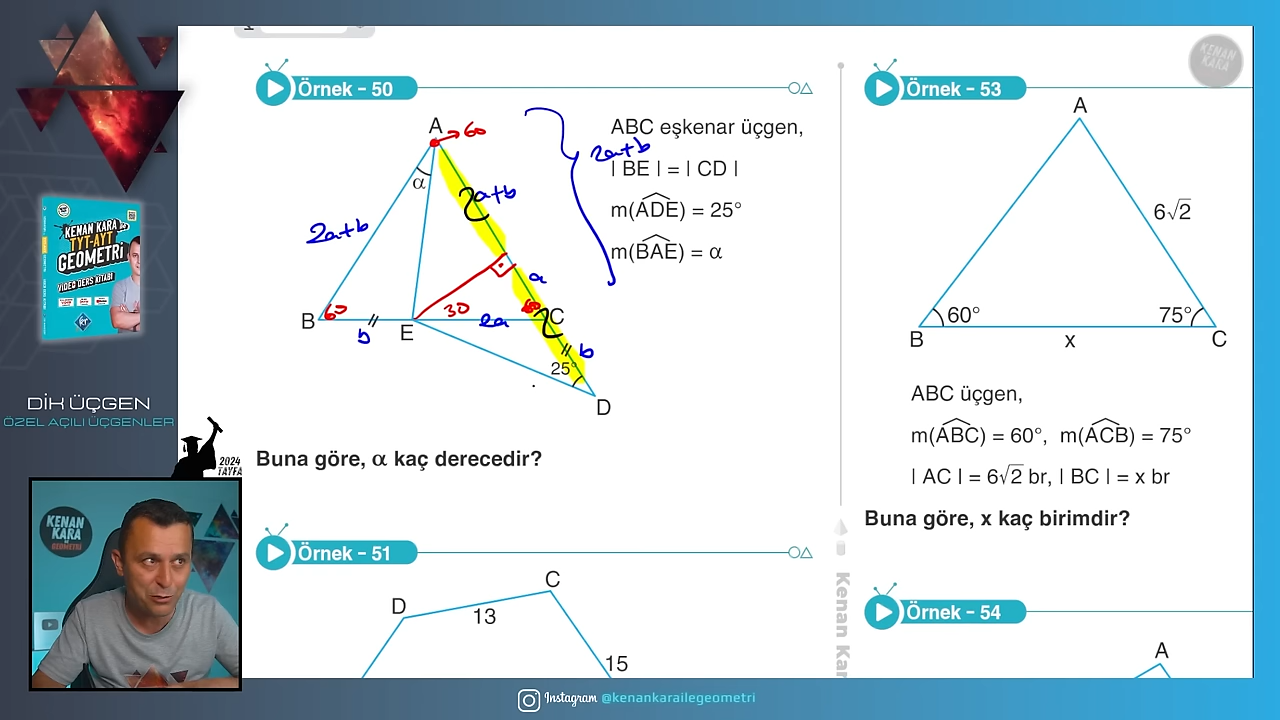 Örnek - 50
A
60
α
2a+b
a+b
2a+b
a
B
60
b
E
30
2a
60
C
b
25°
D
ABC eşkenar üçgen,
| BE | = | CD |
m(ADE) = 25°
m(BAE) = α
Buna göre, α kaç derecedir?
Örnek - 51
D
C
13
15
Örnek - 53
A
6√2
B
60°
75°
C
x
ABC üçgen,
m(ABC) = 60°, m(ACB) = 75°
| AC | = 6√2 br, | BC | = x br
Buna göre, x kaç birimdir?
Örnek - 54
A
Kenan Kar
KENAN
KARA
KENAN KARA
TYT-AYT
GEOMETRİ
VİDEO DERS KİTABI
DİK ÜÇGEN
ÖZEL AÇILI ÜÇGENLER
2024
TAYFA
KENAN
KARA
GEOMETRİ
Instagram @kenankarailegeometri